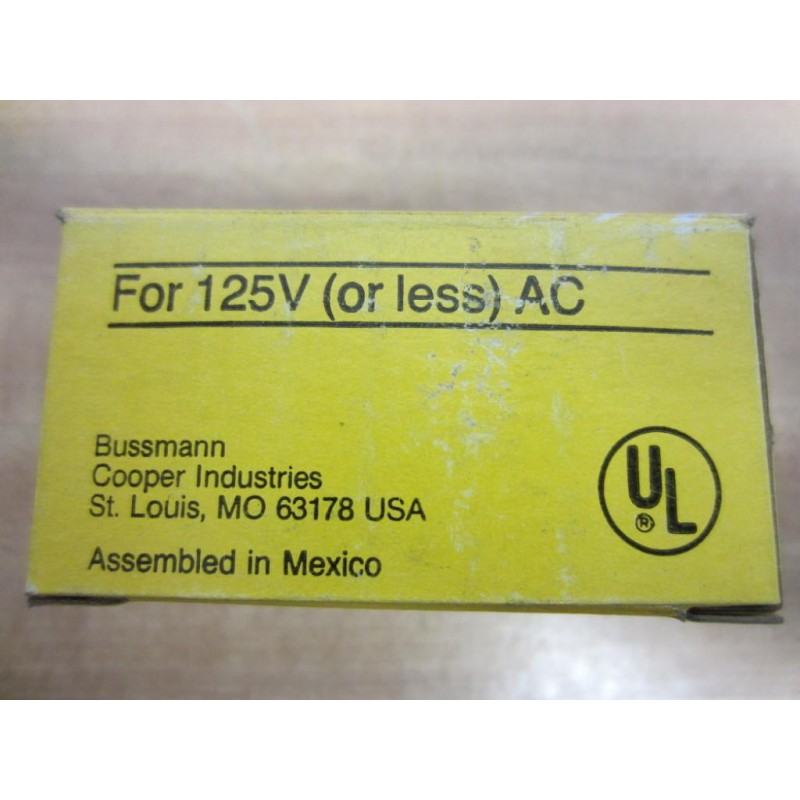 For 125V (or less) AC
Bussmann
Cooper Industries
St. Louis, MO 63178 USA
Assembled in Mexico
UL
®